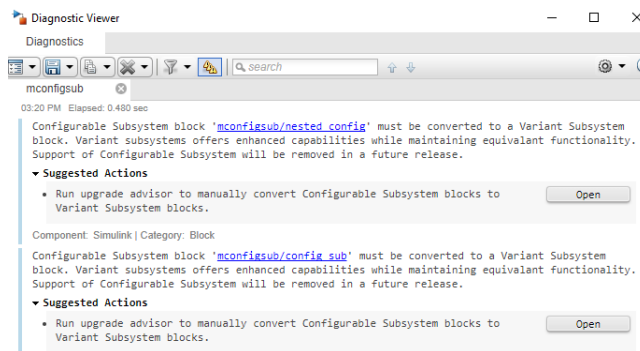 Diagnostic Viewer
Diagnostics
search
mconfigsub
03:20 PM Elapsed: 0.480 sec
Configurable Subsystem block 'mconfigsub/nested config' must be converted to a Variant Subsystem
block. Variant subsystems offers enhanced capabilities while maintaining equivalant functionality.
Support of Configurable Subsystem will be removed in a future release.
Suggested Actions
• Run upgrade advisor to manually convert Configurable Subsystem blocks to
Open
Variant Subsystem blocks.
Component: Simulink | Category: Block
Configurable Subsystem block 'mconfigsub/config sub' must be converted to a Variant Subsystem
block. Variant subsystems offers enhanced capabilities while maintaining equivalant functionality.
Support of Configurable Subsystem will be removed in a future release.
Suggested Actions
• Run upgrade advisor to manually convert Configurable Subsystem blocks to
Open
Variant Subsystem blocks.